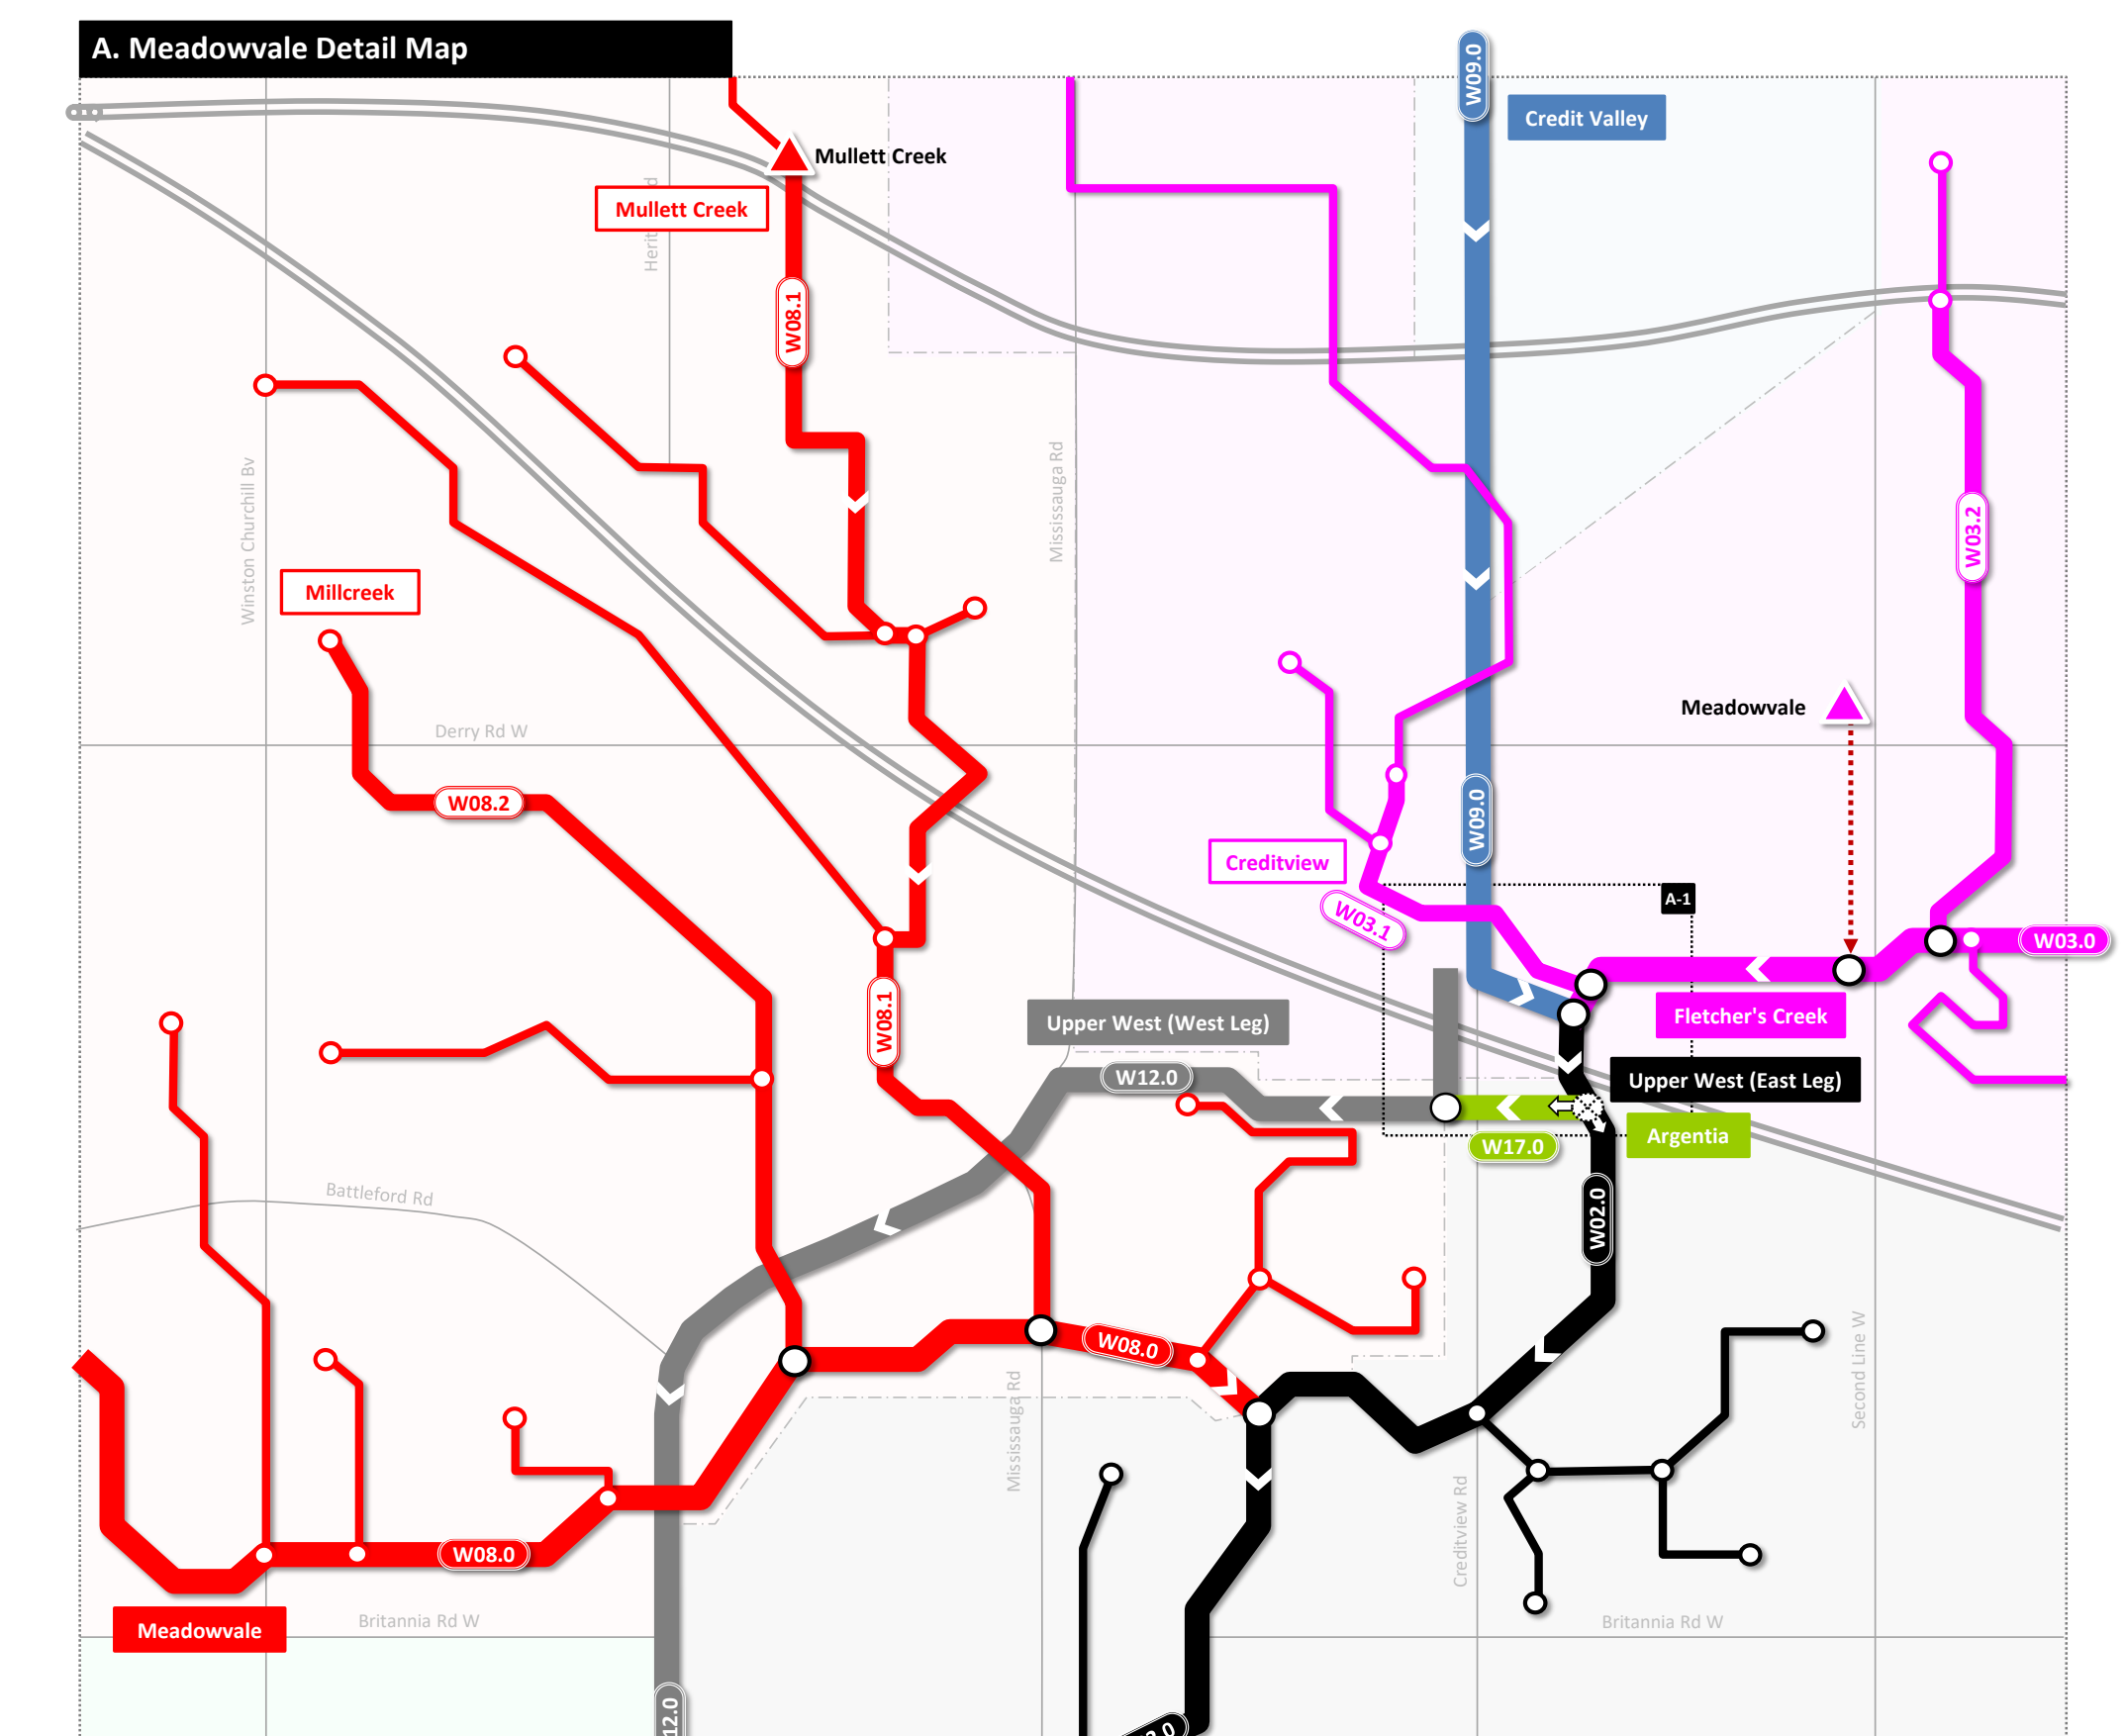 A. Meadowvale Detail Map
W09.0
Credit Valley
Mullett Creek
Mullett Creek
W08.1
Mississauga Rd
Winston Churchill Bv
W03.2
Millcreek
Meadowvale
Derry Rd W
W08.2
W09.0
Creditview
A-1
W03.1
W03.0
Fletcher's Creek
Upper West (West Leg)
W08.1
W12.0
Upper West (East Leg)
Argentia
W17.0
Battleford Rd
W02.0
W08.0
Second Line W
Mississauga Rd
Creditview Rd
W08.0
Meadowvale
Britannia Rd W
Britannia Rd W